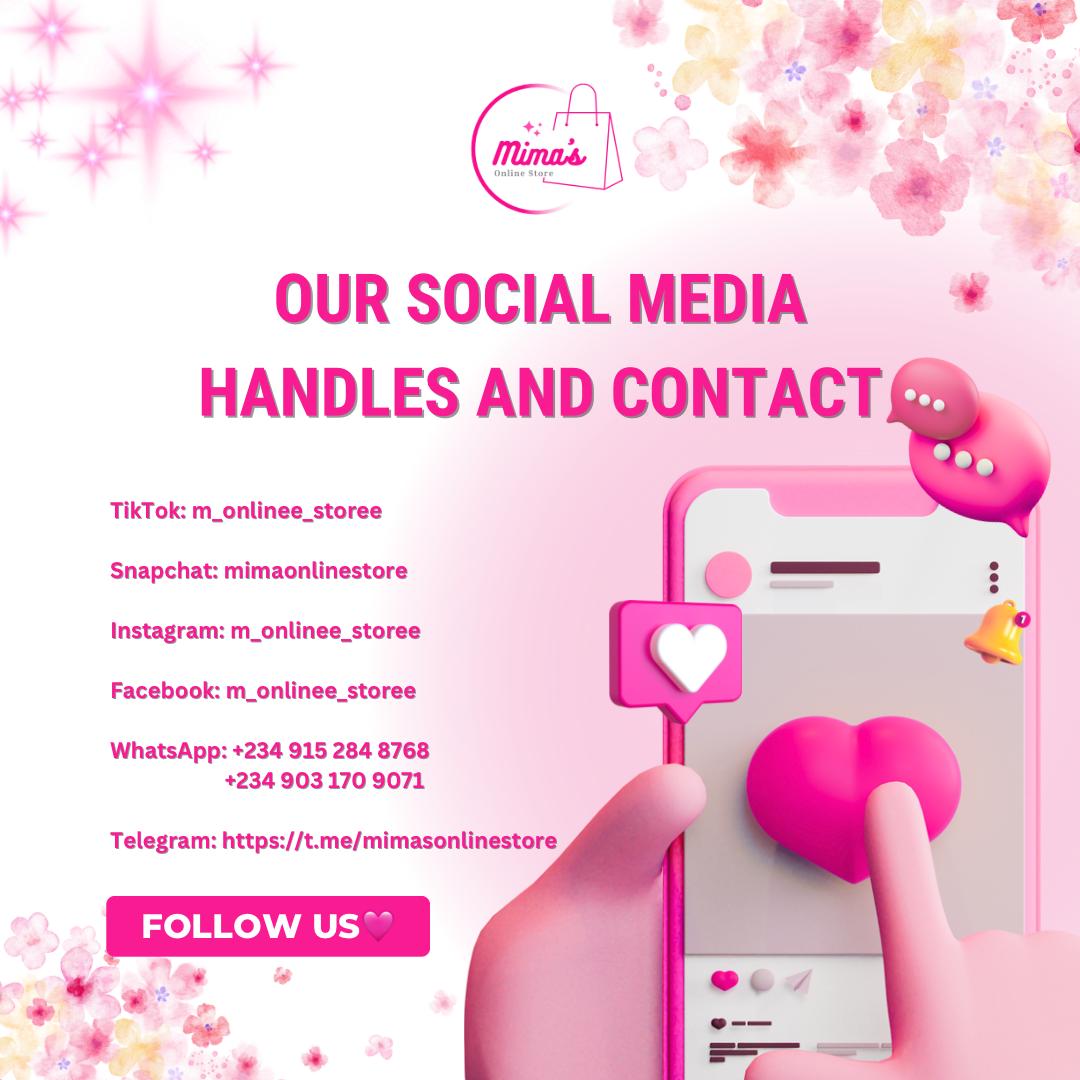 Mima's
Online Store
OUR SOCIAL MEDIA
HANDLES AND CONTACT
TikTok: m_onlinee_storee
Snapchat: mimaonlinestore
Instagram: m_onlinee_storee
Facebook: m_onlinee_storee
WhatsApp: +234 915 284 8768
+234 903 170 9071
Telegram: https://t.me/mimasonlinestore
FOLLOW US🩷
1